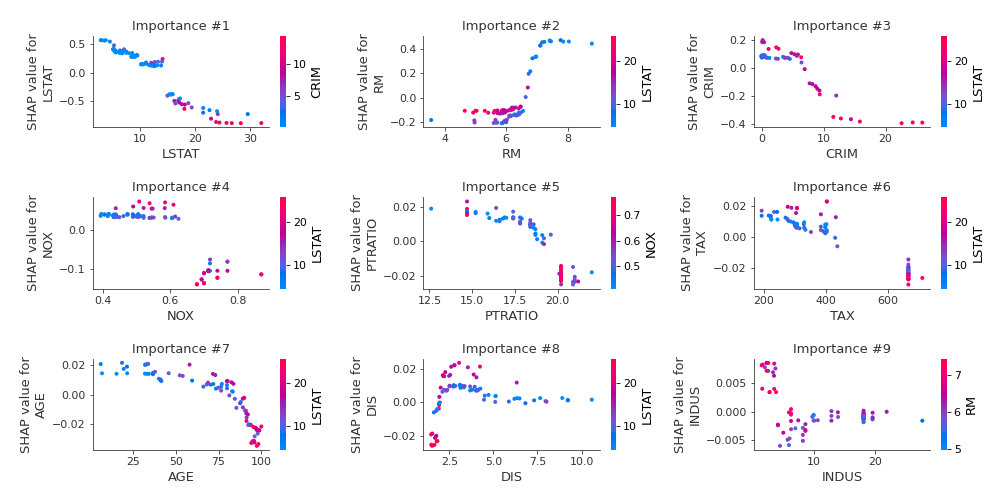 Importance #1
SHAP value for
LSTAT
0.5
0.0
−0.5
10
20
30
LSTAT
10
5
CRIM
Importance #2
SHAP value for
RM
0.4
0.2
0.0
−0.2
4
6
8
RM
20
10
LSTAT
Importance #3
SHAP value for
CRIM
0.2
0.0
−0.2
−0.4
0
10
20
CRIM
20
10
LSTAT
Importance #4
SHAP value for
NOX
0.0
−0.1
0.4
0.6
0.8
NOX
20
10
LSTAT
Importance #5
SHAP value for
PTRATIO
0.02
0.00
−0.02
12.5
15.0
17.5
20.0
PTRATIO
0.7
0.6
0.5
NOX
Importance #6
SHAP value for
TAX
0.02
0.00
−0.02
200
400
600
TAX
20
10
LSTAT
Importance #7
SHAP value for
AGE
0.02
0.00
−0.02
25
50
75
100
AGE
20
10
LSTAT
Importance #8
SHAP value for
DIS
0.02
0.00
−0.02
2.5
5.0
7.5
10.0
DIS
20
10
LSTAT
Importance #9
SHAP value for
INDUS
0.005
0.000
−0.005
10
20
INDUS
7
6
5
RM